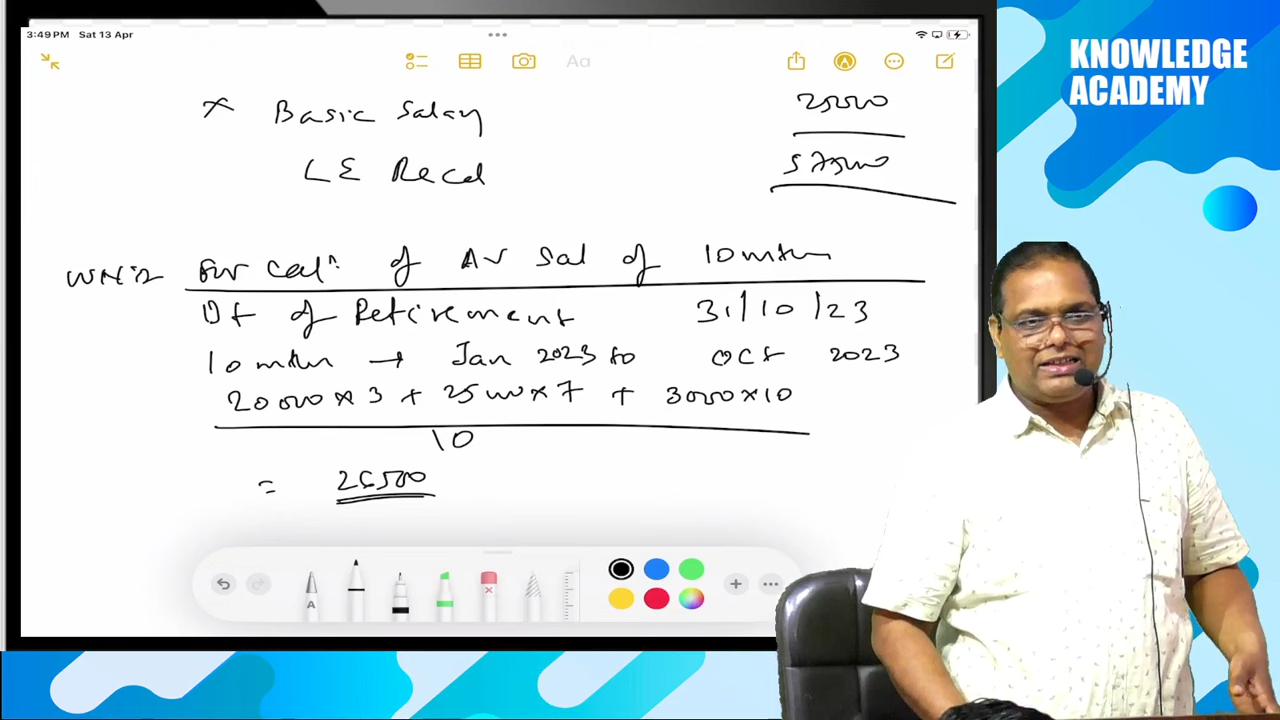 3:49 PM Sat 13 Apr
KNOWLEDGE
ACADEMY
Aa
* Basic Salary 25000
LE Recd 575000
WN:2 For Caln of AV Sal of 10 mths
Dt of Retirement 31/10/23
10 mths → Jan 2023 to Oct 2023
20000 x 3 + 25000 x 7 + 3000 x 10
10
= 26500
A